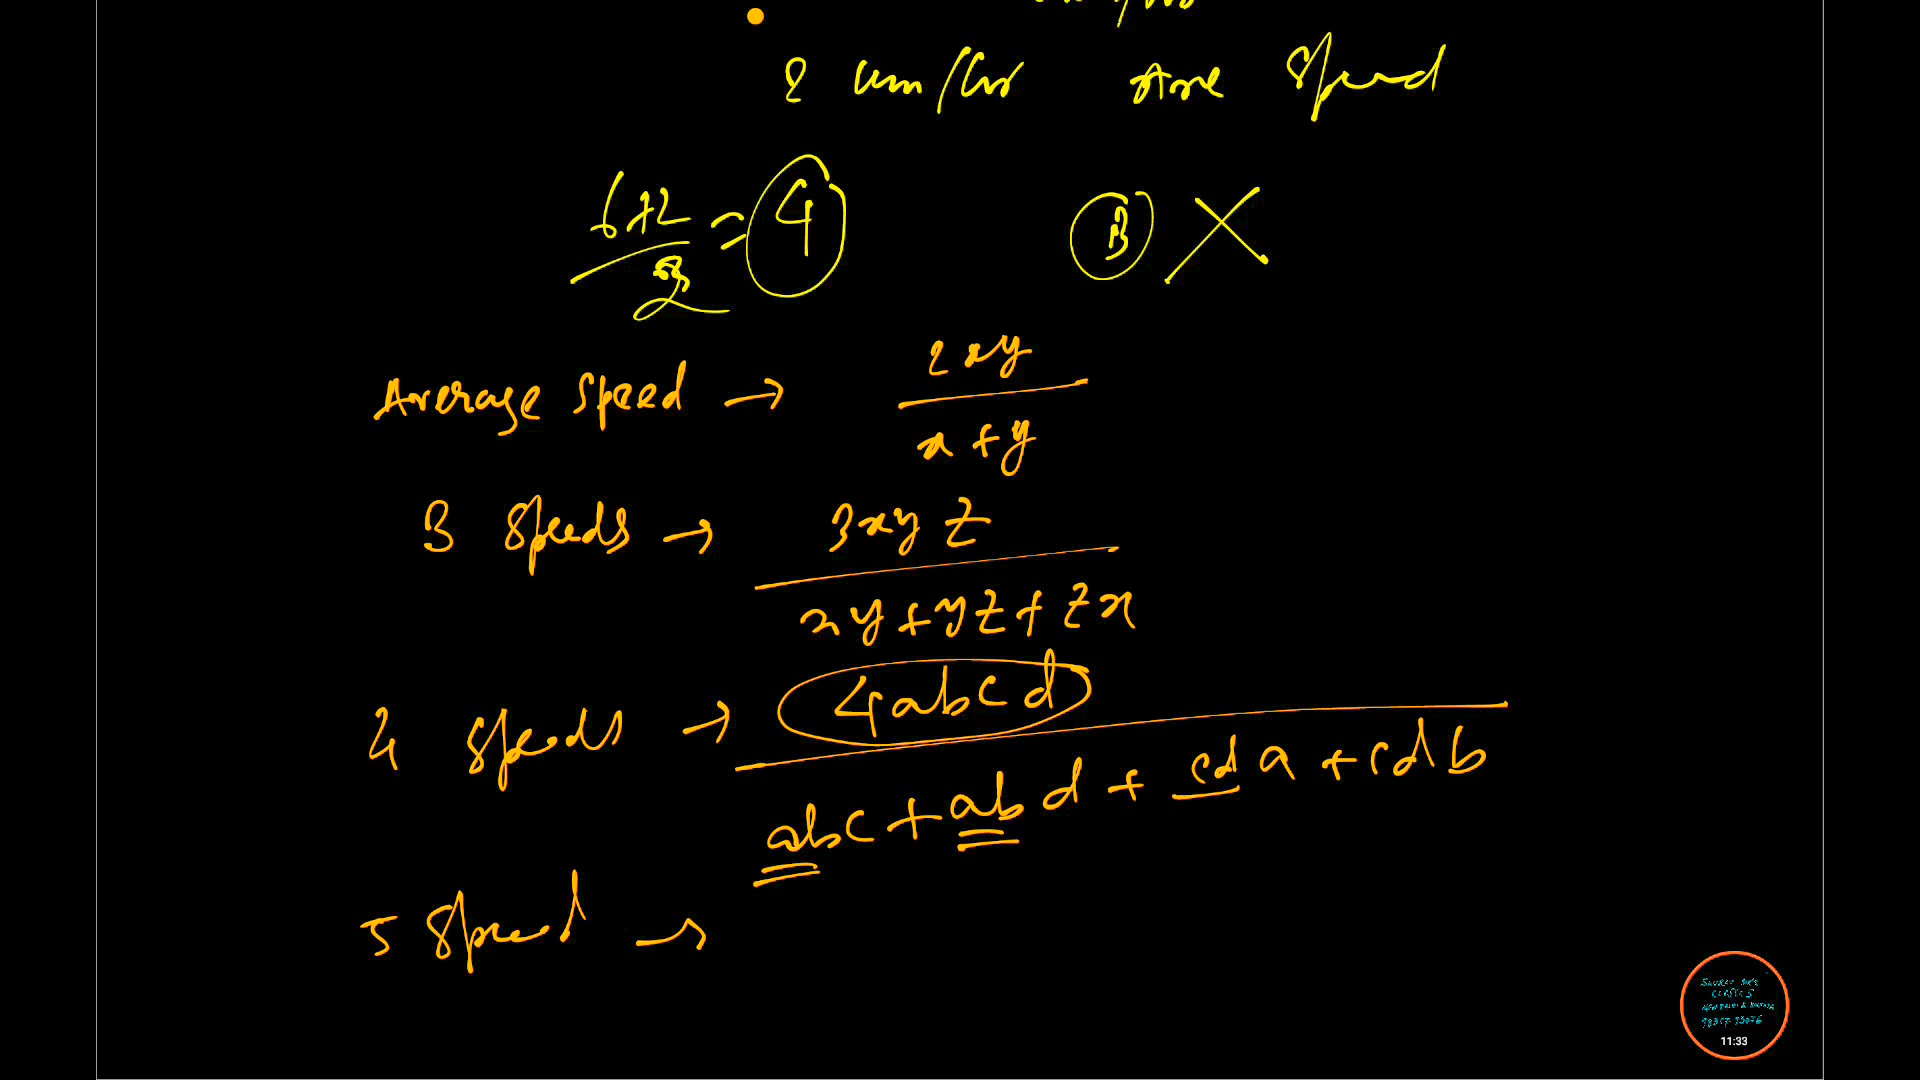 2 km/hr Ave Speed
6+2/2 = 4 B ×
Average Speed → 2xy/x+y
3 Speeds → 3xyz/xy+yz+zx
4 Speeds → 4abcd/abc+abd+cda+cdb
5 Speed →
11:33